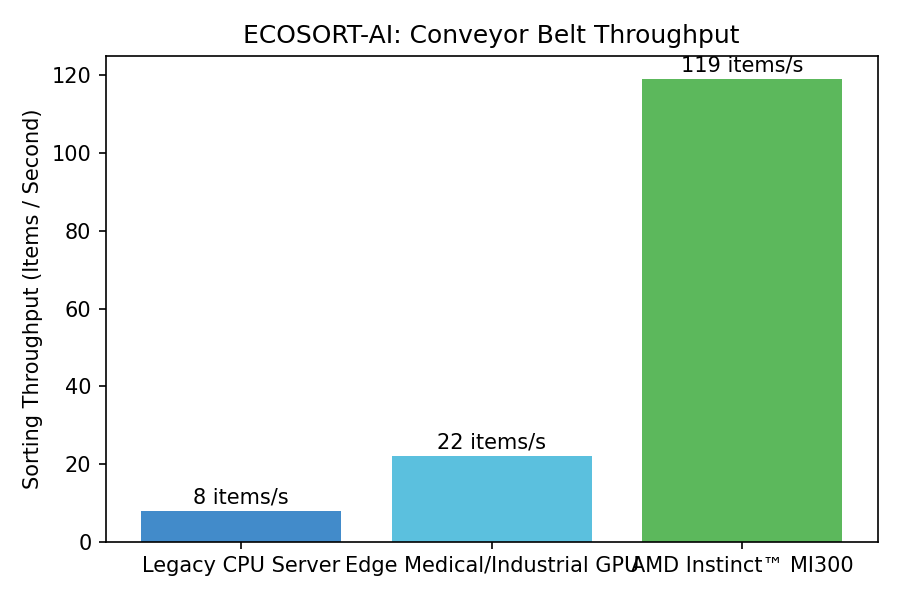 ECOSORT-AI: Conveyor Belt Throughput
Sorting Throughput (Items / Second)
120
100
80
60
40
20
0
8 items/s
22 items/s
119 items/s
Legacy CPU Server
Edge Medical/Industrial GPU
AMD Instinct™ MI300